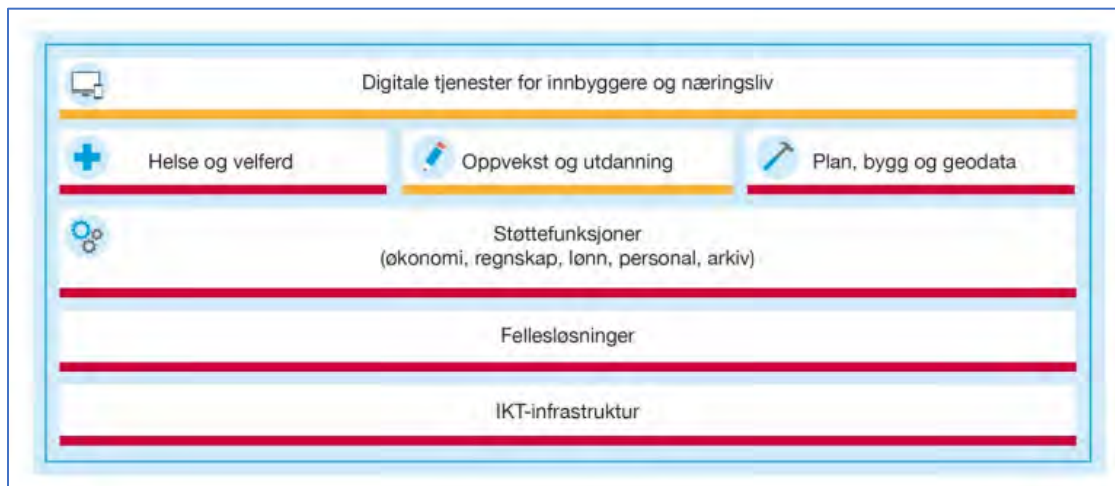 Digitale tjenester for innbyggere og næringsliv
Helse og velferd
Oppvekst og utdanning
Plan, bygg og geodata
Støttefunksjoner
(økonomi, regnskap, lønn, personal, arkiv)
Fellesløsninger
IKT-infrastruktur